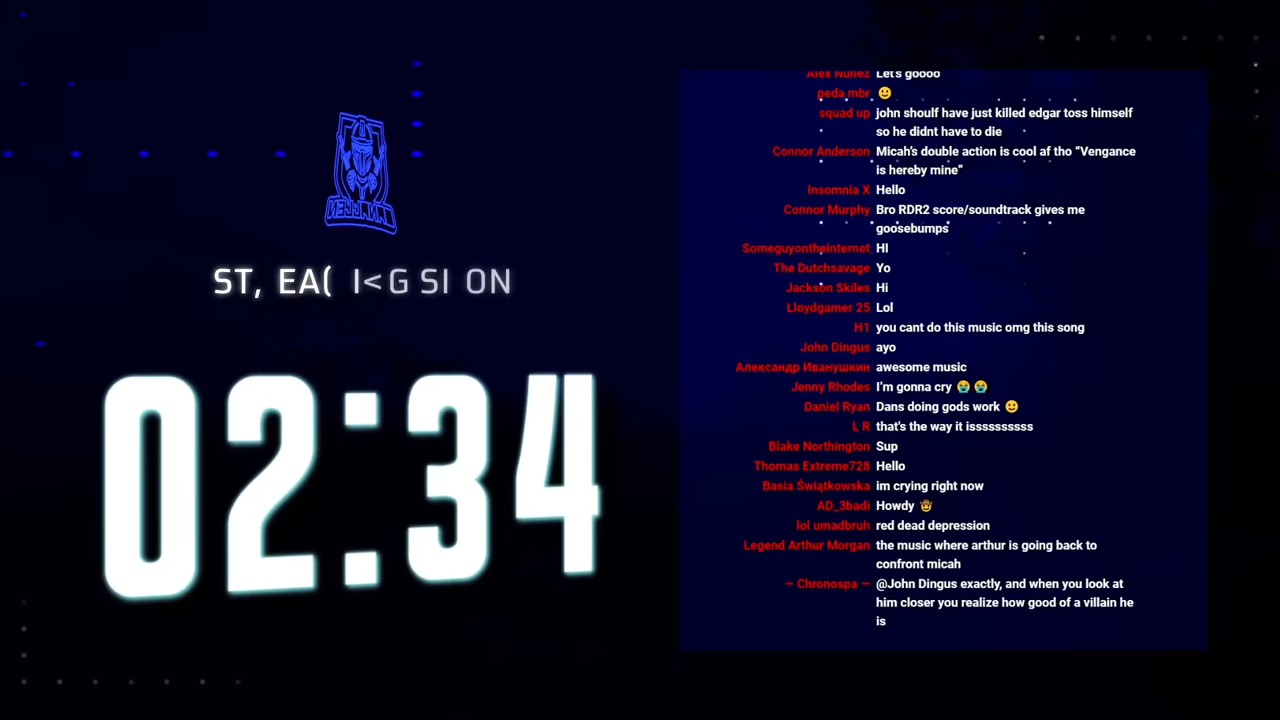 ST, EA( I<G SI ON
02:34
Alex Nunez Let's goooo
peda mbr 🙂
squad up john shoulf have just killed edgar toss himself
so he didnt have to die
Connor Anderson Micah's double action is cool af tho “Vengance
is hereby mine”
Insomnia X Hello
Connor Murphy Bro RDR2 score/soundtrack gives me
goosebumps
Someguyontheinternet HI
The Dutchsavage Yo
Jackson Skiles Hi
Lloydgamer 25 Lol
H1 you cant do this music omg this song
John Dingus ayo
Александр Иванушкин awesome music
Jenny Rhodes I'm gonna cry 😭 😭
Daniel Ryan Dans doing gods work 🙂
L R that's the way it isssssssss
Blake Northington Sup
Thomas Extreme728 Hello
Basia Świątkowska im crying right now
AD_3badi Howdy 🤠
lol umadbruh red dead depression
Legend Arthur Morgan the music where arthur is going back to
confront micah
— Chronospa — @John Dingus exactly, and when you look at
him closer you realize how good of a villain he
is